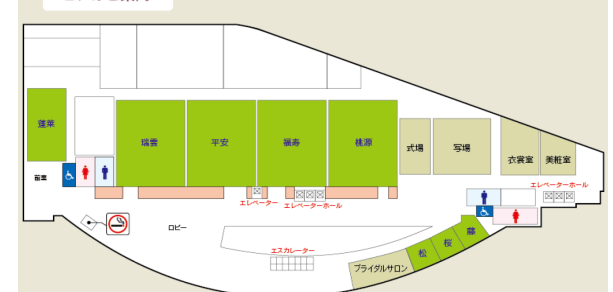 蓬莱
瑞雲
平安
福寿
桃源
式場
写場
衣裳室
美粧室
ロビー
エレベーター
エレベーターホール
エレベーターホール
エスカレーター
ブライダルサロン
松
桜
藤